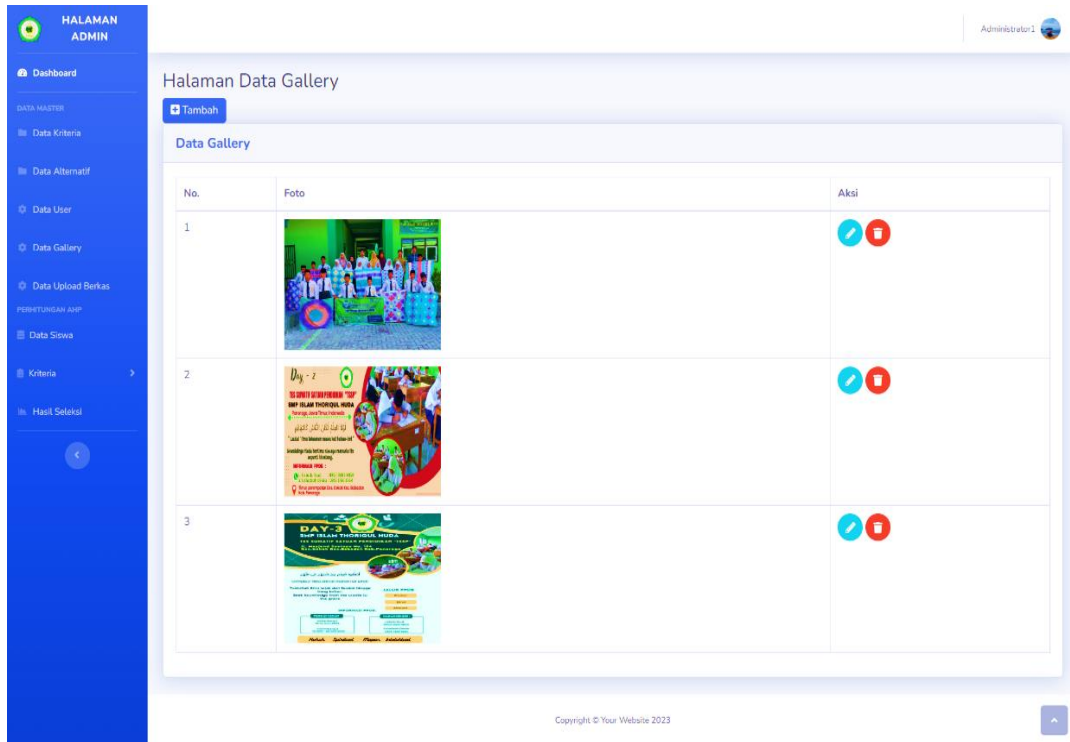 HALAMAN
ADMIN
Administrator1
Dashboard
DATA MASTER
Data Kriteria
Data Alternatif
Data User
Data Gallery
Data Upload Berkas
PERHITUNGAN AHP
Data Siswa
Kriteria
Hasil Seleksi
Halaman Data Gallery
Tambah
Data Gallery
No.
Foto
Aksi
1
2
Day - 2
SMP ISLAM THORIQUL HUDA
3
DAY-3
SMP ISLAM THORIQUL HUDA
Copyright © Your Website 2023